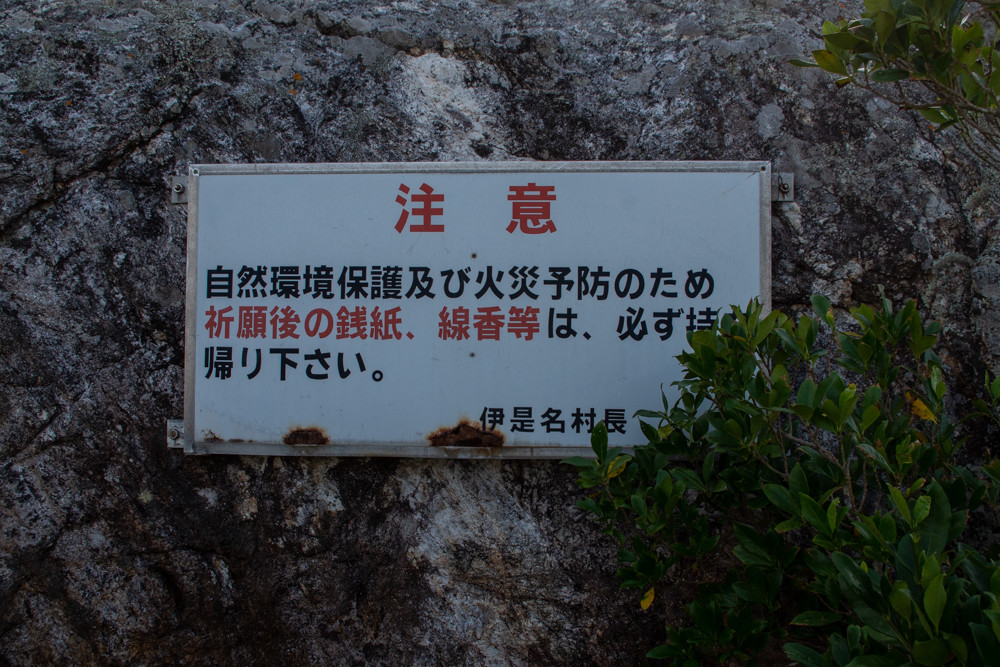 注 意
自然環境保護及び火災予防のため
祈願後の銭紙、線香等は、必ず持
帰り下さい。
伊是名村長